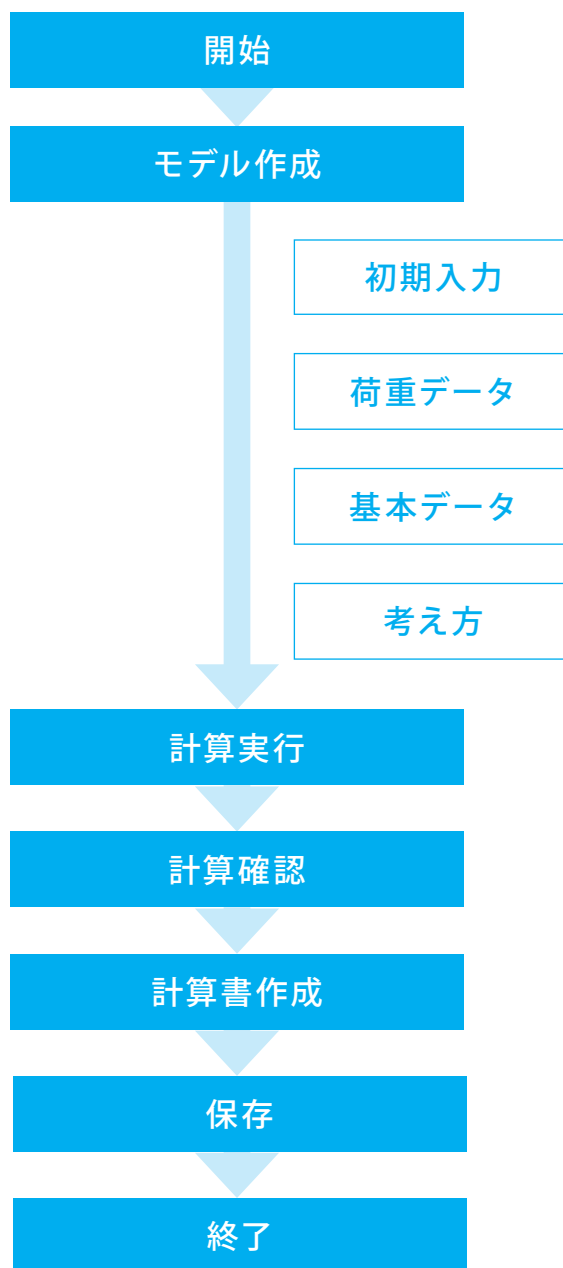 開始
モデル作成
初期入力
荷重データ
基本データ
考え方
計算実行
計算確認
計算書作成
保存
終了